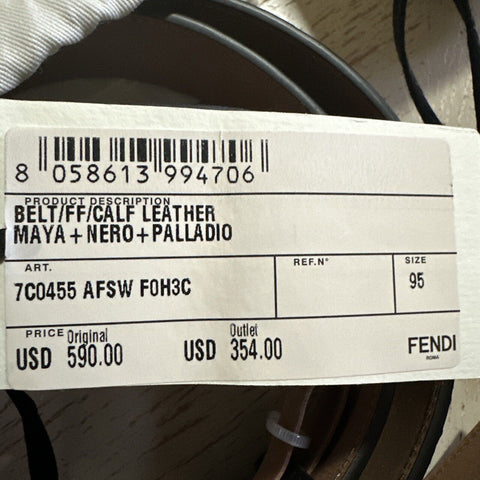 8 058613 994706
PRODUCT DESCRIPTION
BELT/FF/CALF LEATHER
MAYA+NERO+PALLADIO
ART.
REF.N°
SIZE
7C0455 AFSW F0H3C
95
PRICE Original
Outlet
USD 590.00
USD 354.00
FENDI
ROMA